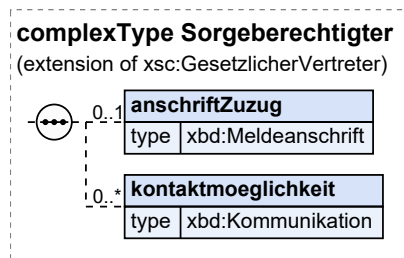 complexType Sorgeberechtigter
(extension of xsc:GesetzlicherVertreter)
0..1 anschriftZuzug
type xbd:Meldeanschrift
0..* kontaktmoeglichkeit
type xbd:Kommunikation